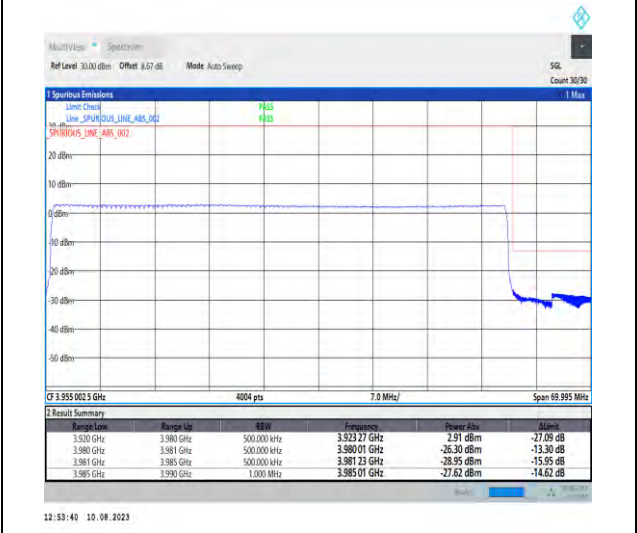 MultiView Spectrum
Ref Level 30.00 dBm Offset 8.67 dB Mode Auto Sweep SGL
Count 30/30
1 Spurious Emissions 1 Max
Limit Check PASS
Line _SPURIOUS_LINE_ABS_002 PASS
_SPURIOUS_LINE_ABS_002
20 dBm
10 dBm
0 dBm
-10 dBm
-20 dBm
-30 dBm
-40 dBm
-50 dBm
CF 3.955 002 5 GHz 4004 pts 7.0 MHz/ Span 69.995 MHz
2 Result Summary
Range Low Range Up RBW Frequency Power Abs ΔLimit
3.920 GHz 3.980 GHz 500.000 kHz 3.923 27 GHz 2.91 dBm -27.09 dB
3.980 GHz 3.981 GHz 500.000 kHz 3.980 01 GHz -26.30 dBm -13.30 dB
3.981 GHz 3.985 GHz 500.000 kHz 3.981 23 GHz -28.95 dBm -15.95 dB
3.985 GHz 3.990 GHz 1.000 MHz 3.985 01 GHz -27.62 dBm -14.62 dB
12:53:40 10.08.2023